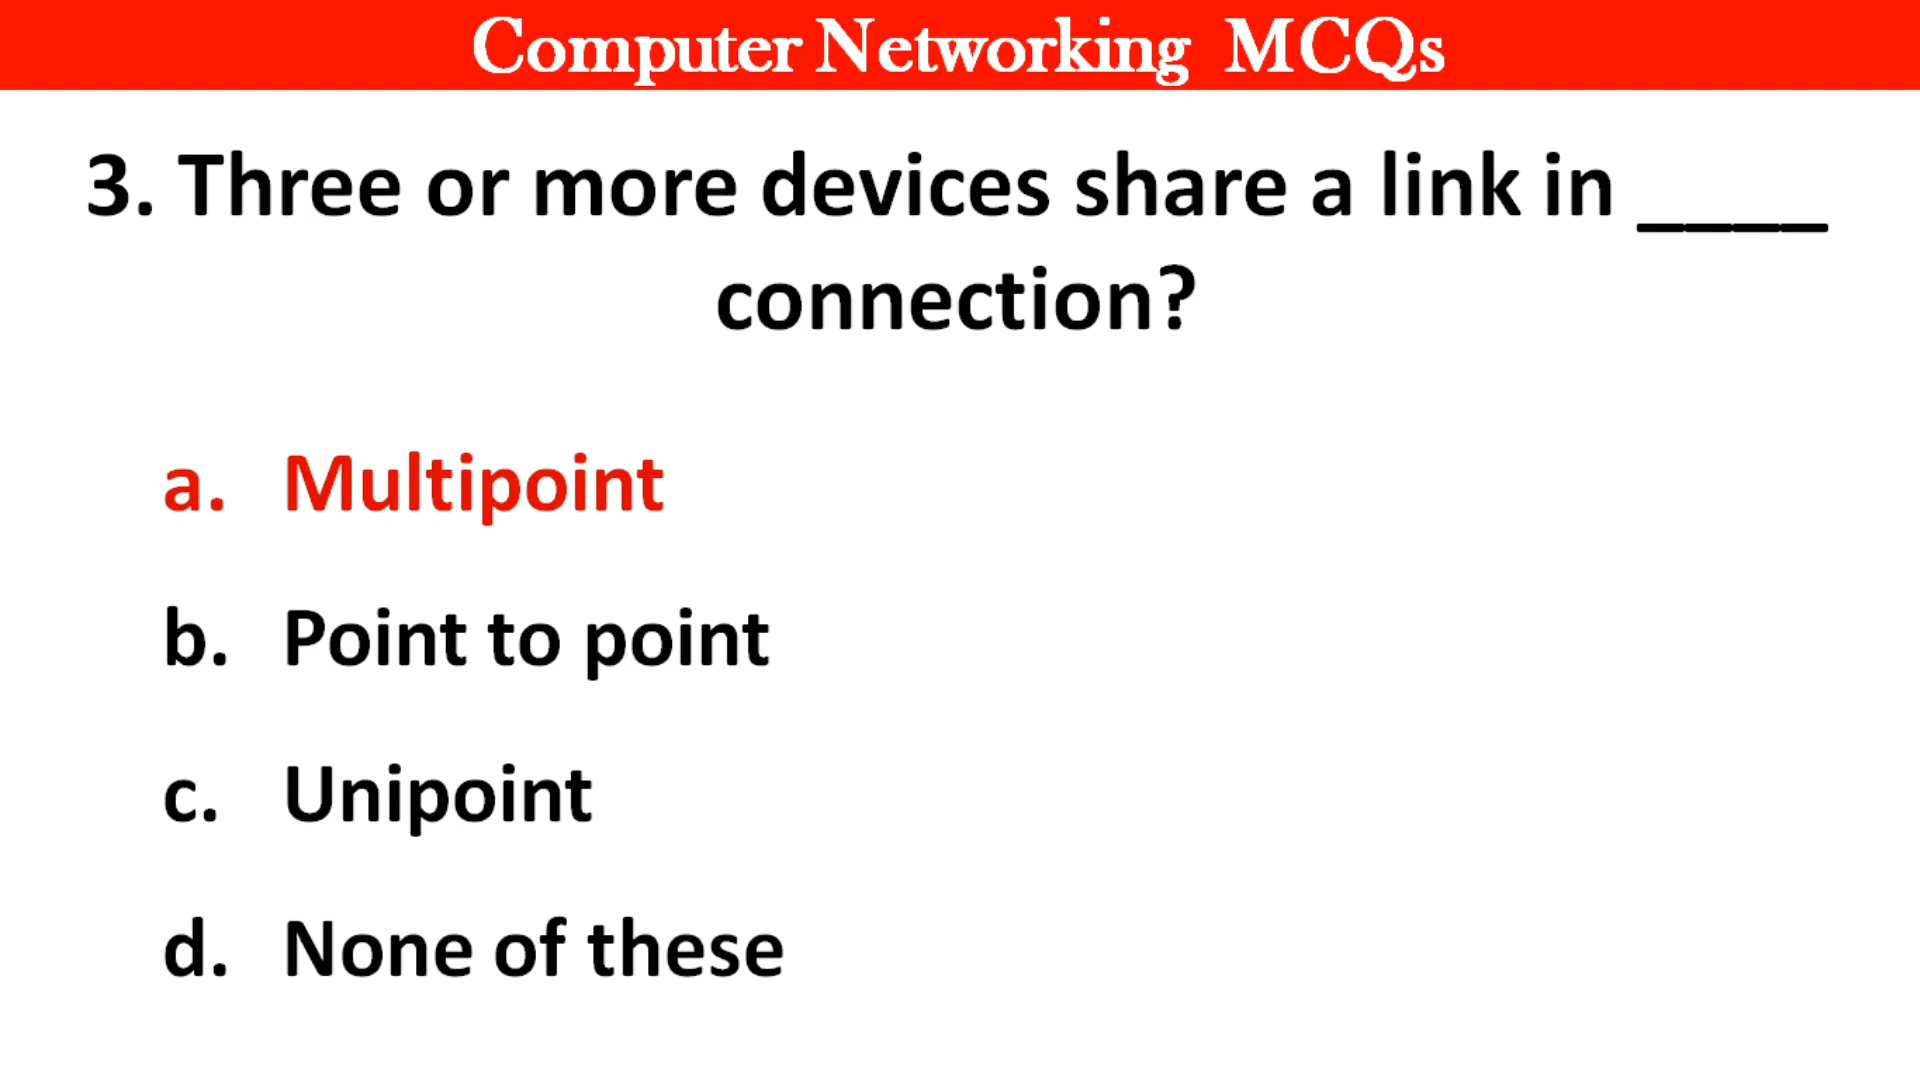 Computer Networking MCQs
3. Three or more devices share a link in ____
connection?
a. Multipoint
b. Point to point
c. Unipoint
d. None of these